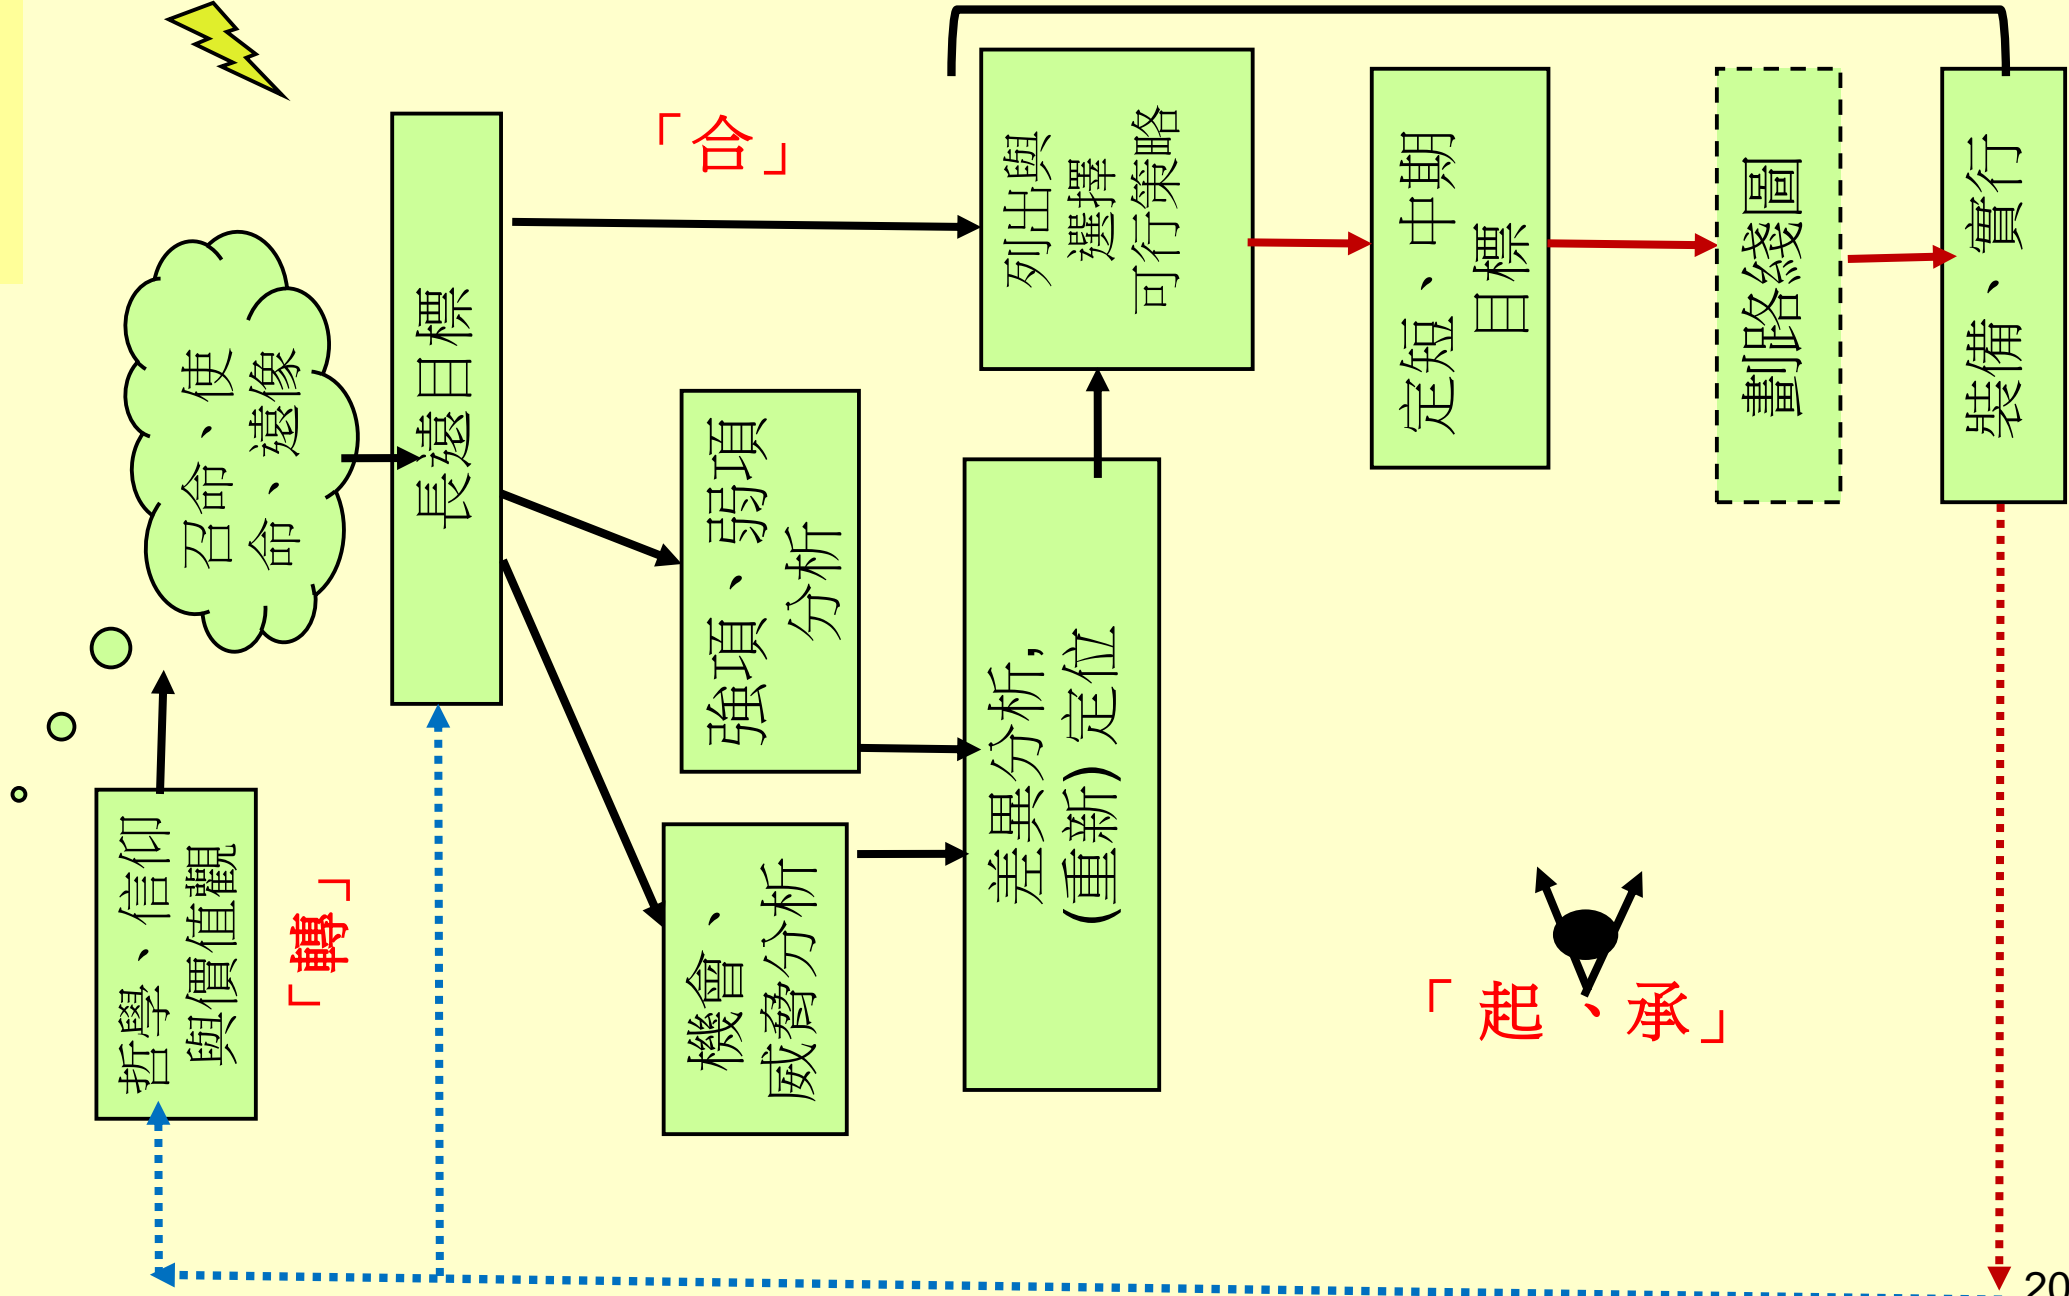 「合」
召命、使
命、遠像
長遠目標
哲學、信仰
與價值觀
「轉」
強項、弱項
分析
機會、
威脅分析
差異分析,
(重新) 定位
列出與
選擇
可行策略
定短、中期
目標
劃路綫圖
裝備、實行
「起、承」
20